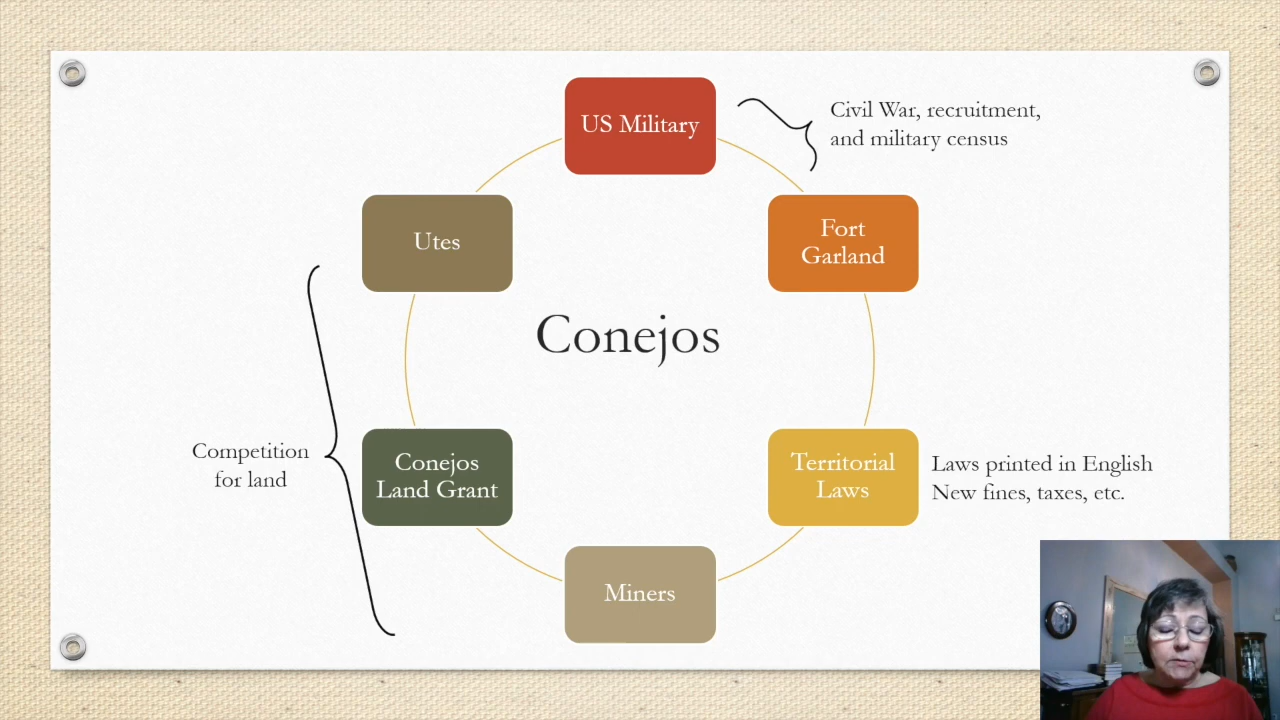 US Military
Civil War, recruitment,
and military census
Utes
Fort
Garland
Conejos
Competition
for land
Conejos
Land Grant
Territorial
Laws
Laws printed in English
New fines, taxes, etc.
Miners